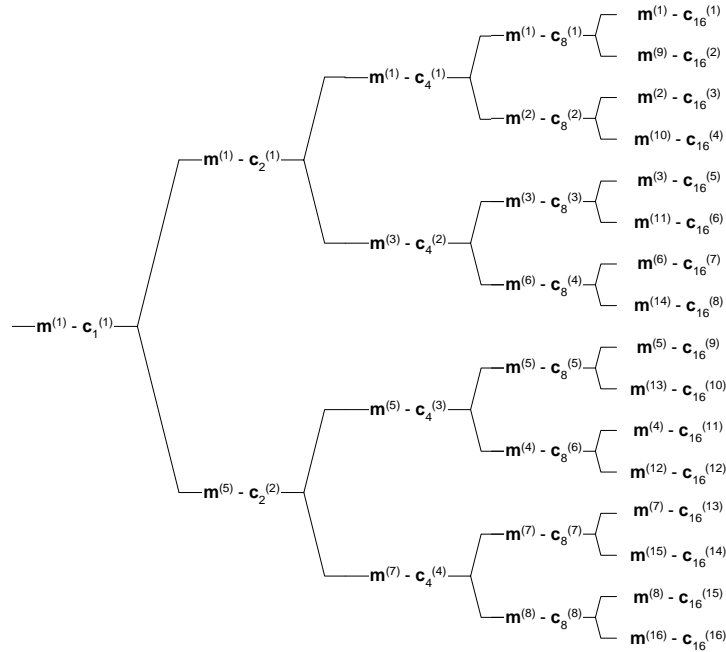 m(1) - c16(1)
m(1) - c8(1)
m(9) - c16(2)
m(1) - c4(1)
m(2) - c16(3)
m(2) - c8(2)
m(10) - c16(4)
m(1) - c2(1)
m(3) - c16(5)
m(3) - c8(3)
m(11) - c16(6)
m(3) - c4(2)
m(6) - c16(7)
m(6) - c8(4)
m(14) - c16(8)
m(1) - c1(1)
m(5) - c16(9)
m(5) - c8(5)
m(13) - c16(10)
m(5) - c4(3)
m(4) - c16(11)
m(4) - c8(6)
m(12) - c16(12)
m(5) - c2(2)
m(7) - c16(13)
m(7) - c8(7)
m(15) - c16(14)
m(7) - c4(4)
m(8) - c16(15)
m(8) - c8(8)
m(16) - c16(16)